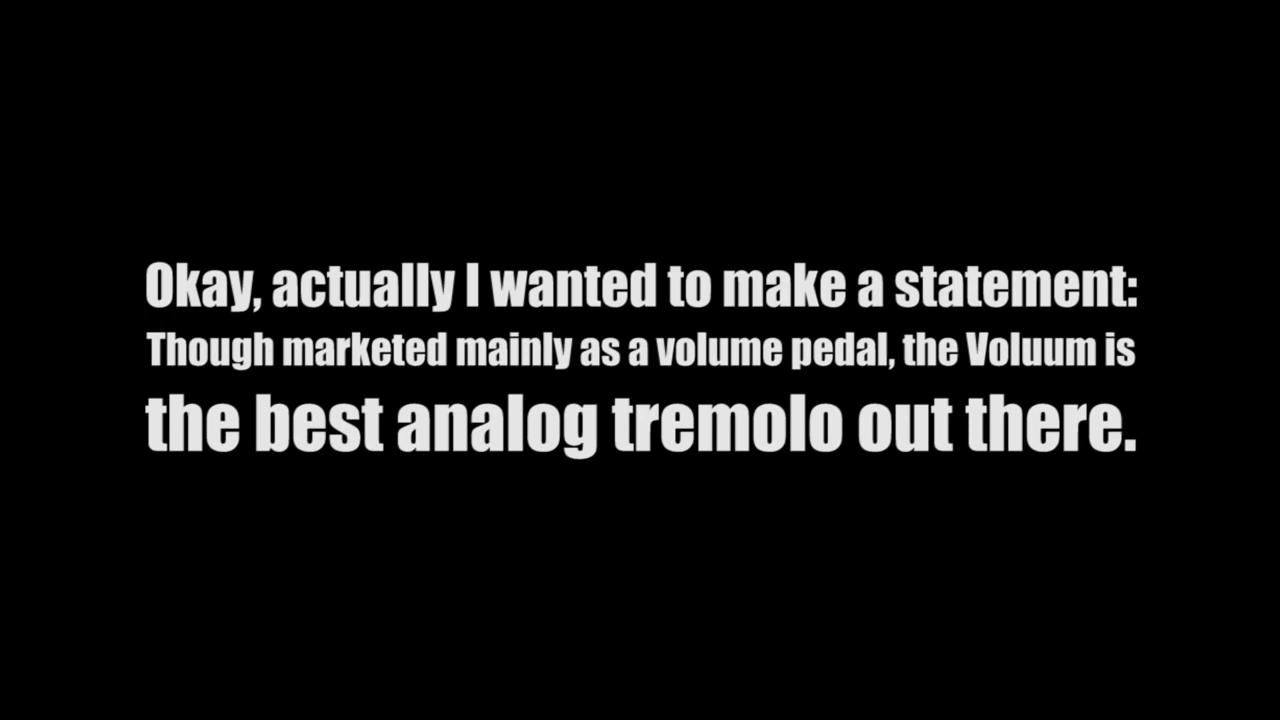 Okay, actually I wanted to make a statement:
Though marketed mainly as a volume pedal, the Voluum is
the best analog tremolo out there.